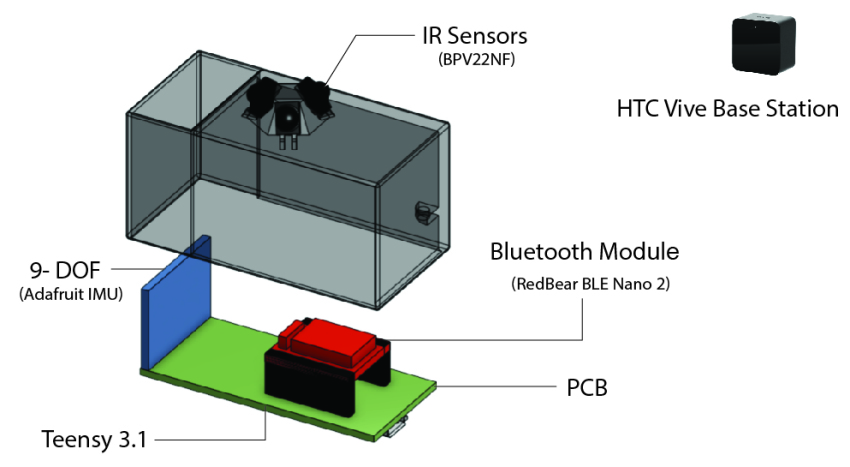 IR Sensors
(BPV22NF)
HTC Vive Base Station
9- DOF
(Adafruit IMU)
Bluetooth Module
(RedBear BLE Nano 2)
PCB
Teensy 3.1